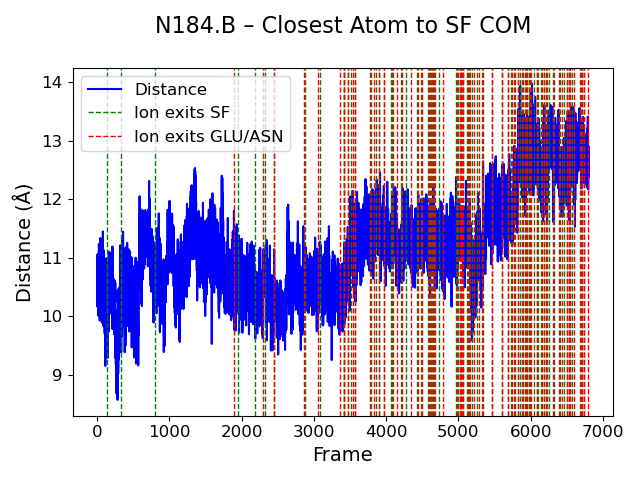 N184.B – Closest Atom to SF COM
Distance
Ion exits SF
Ion exits GLU/ASN
Distance (Å)
14
13
12
11
10
9
0 1000 2000 3000 4000 5000 6000 7000
Frame